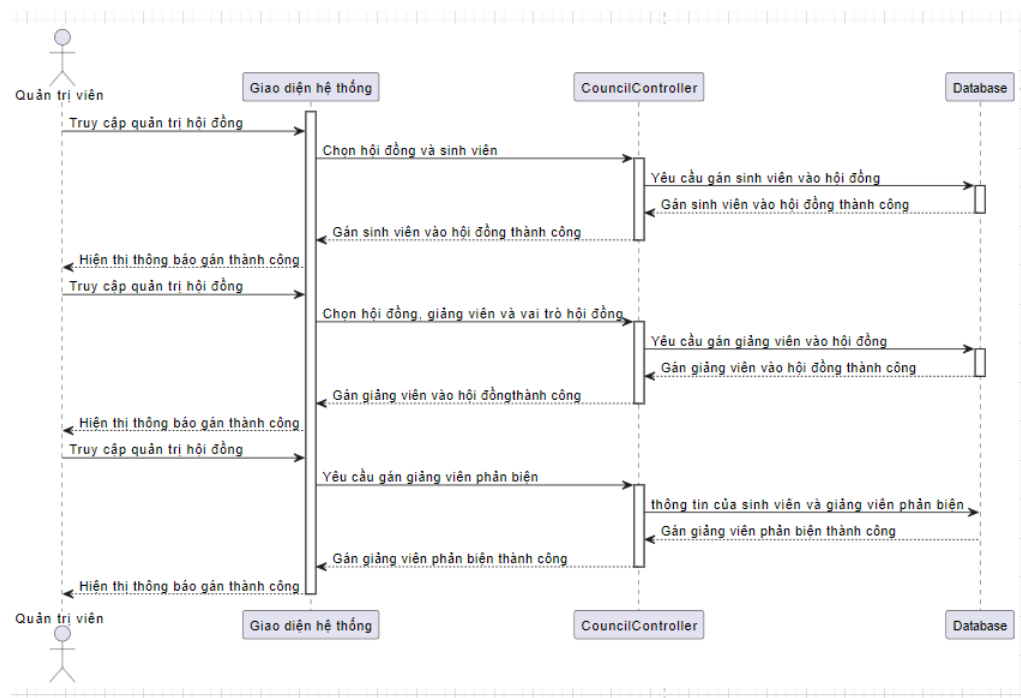 Quản trị viên
Giao diện hệ thống
CouncilController
Database
Truy cập quản trị hội đồng
Chọn hội đồng và sinh viên
Yêu cầu gán sinh viên vào hội đồng
Gán sinh viên vào hội đồng thành công
Gán sinh viên vào hội đồng thành công
Hiện thị thông báo gán thành công
Truy cập quản trị hội đồng
Chọn hội đồng, giảng viên và vai trò hội đồng
Yêu cầu gán giảng viên vào hội đồng
Gán giảng viên vào hội đồng thành công
Gán giảng viên vào hội đồngthành công
Hiện thị thông báo gán thành công
Truy cập quản trị hội đồng
Yêu cầu gán giảng viên phản biện
thông tin của sinh viên và giảng viên phản biện
Gán giảng viên phản biên thành công
Gán giảng viên phản biên thành công
Hiện thị thông báo gán thành công
Quản trị viên
Giao diện hệ thống
CouncilController
Database